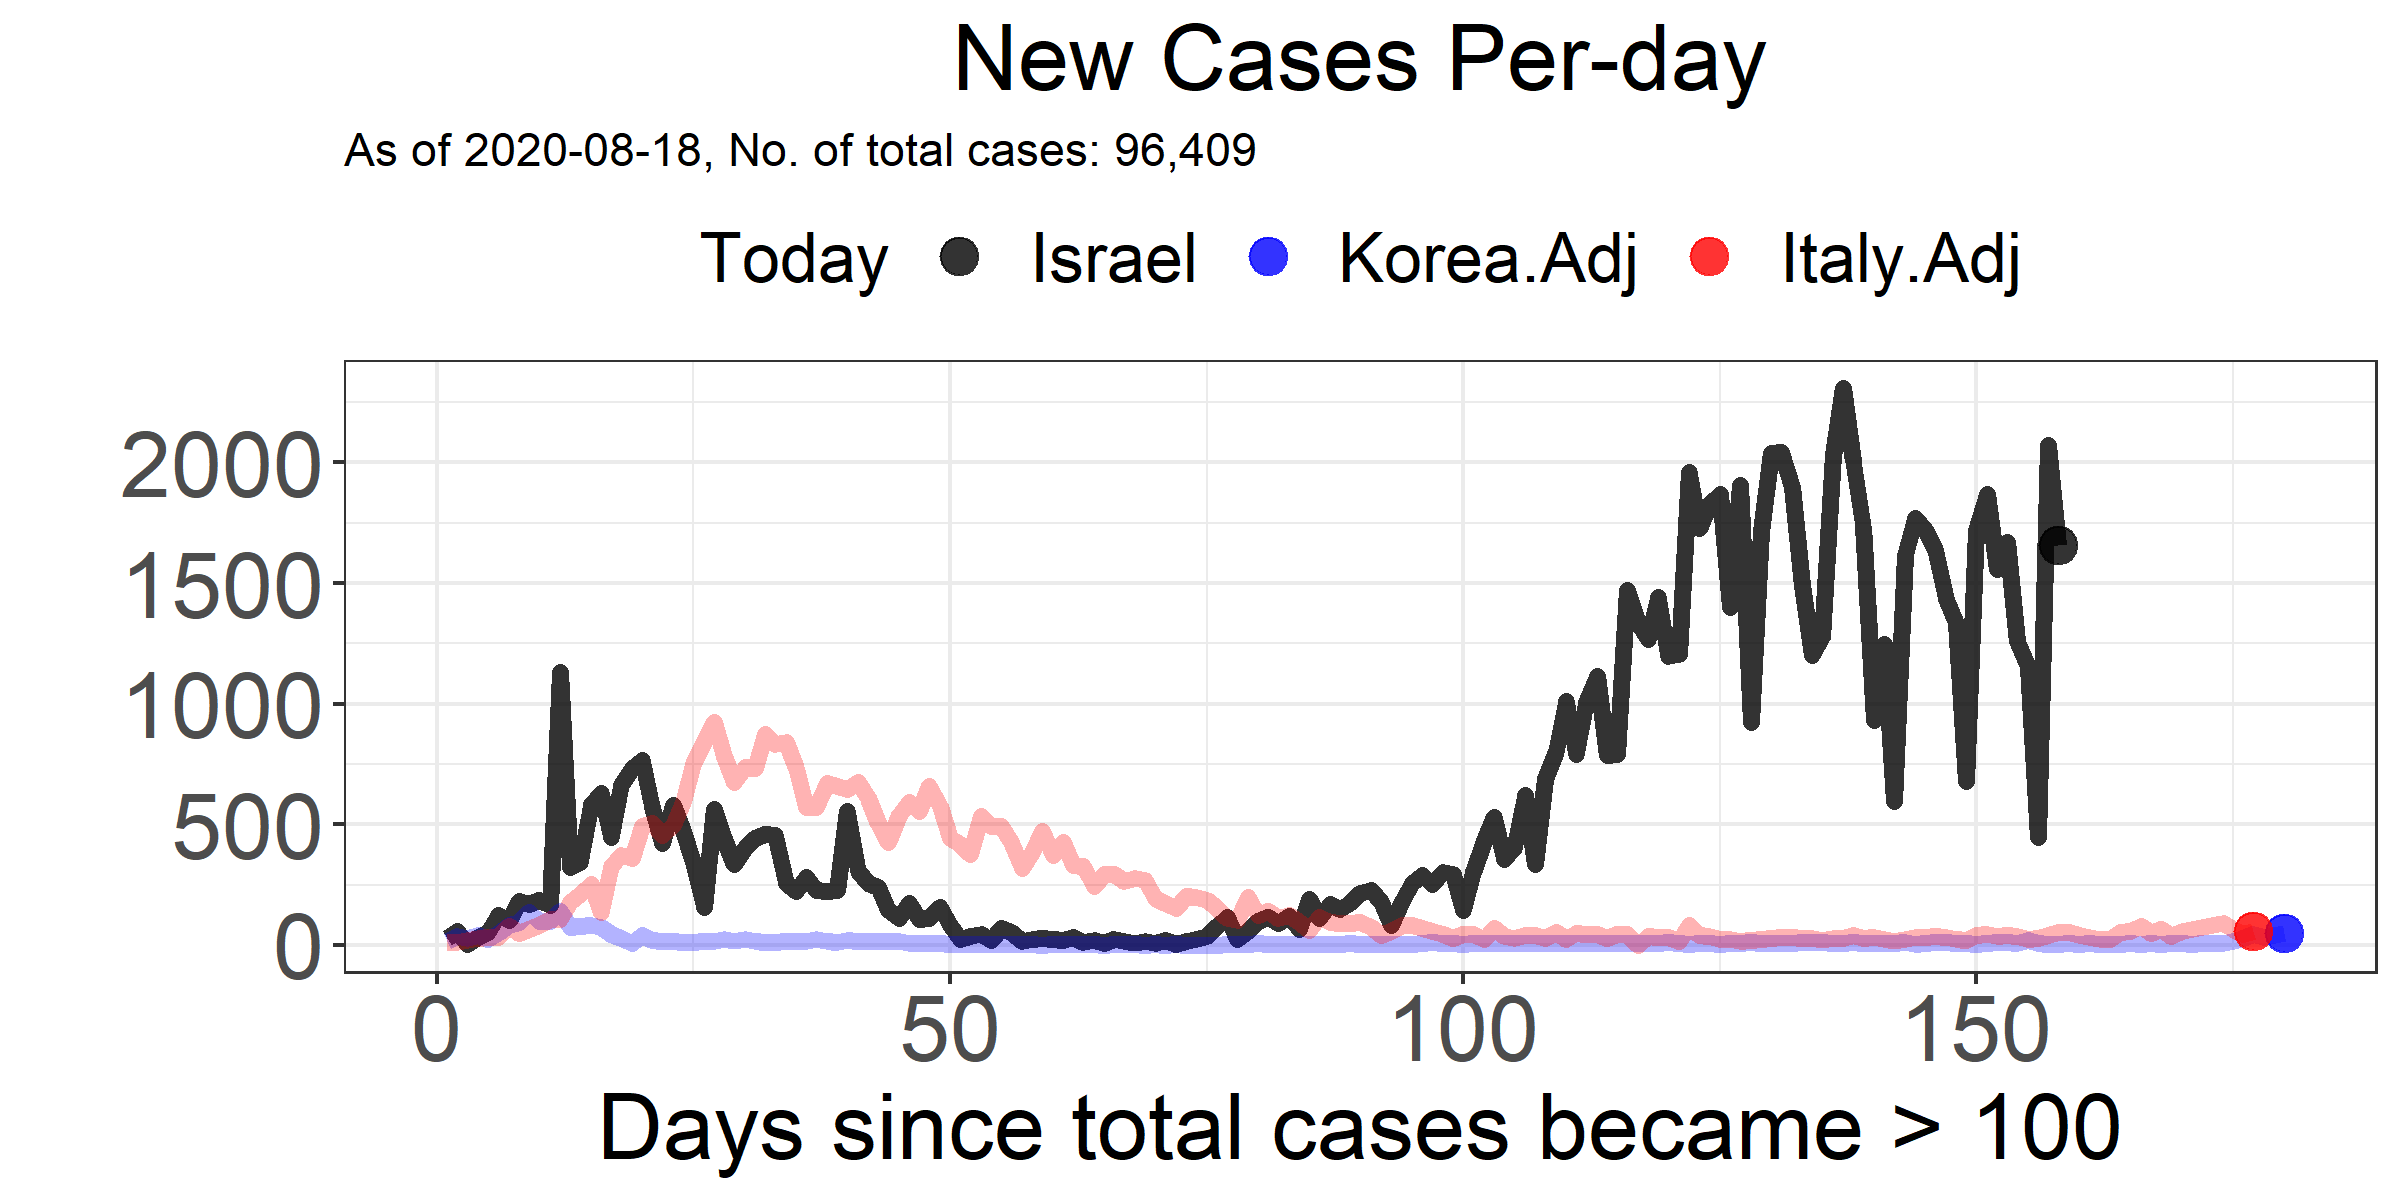 New Cases Per-day
As of 2020-08-18, No. of total cases: 96,409
Today Israel Korea.Adj Italy.Adj
2000
1500
1000
500
0
0 50 100 150
Days since total cases became > 100